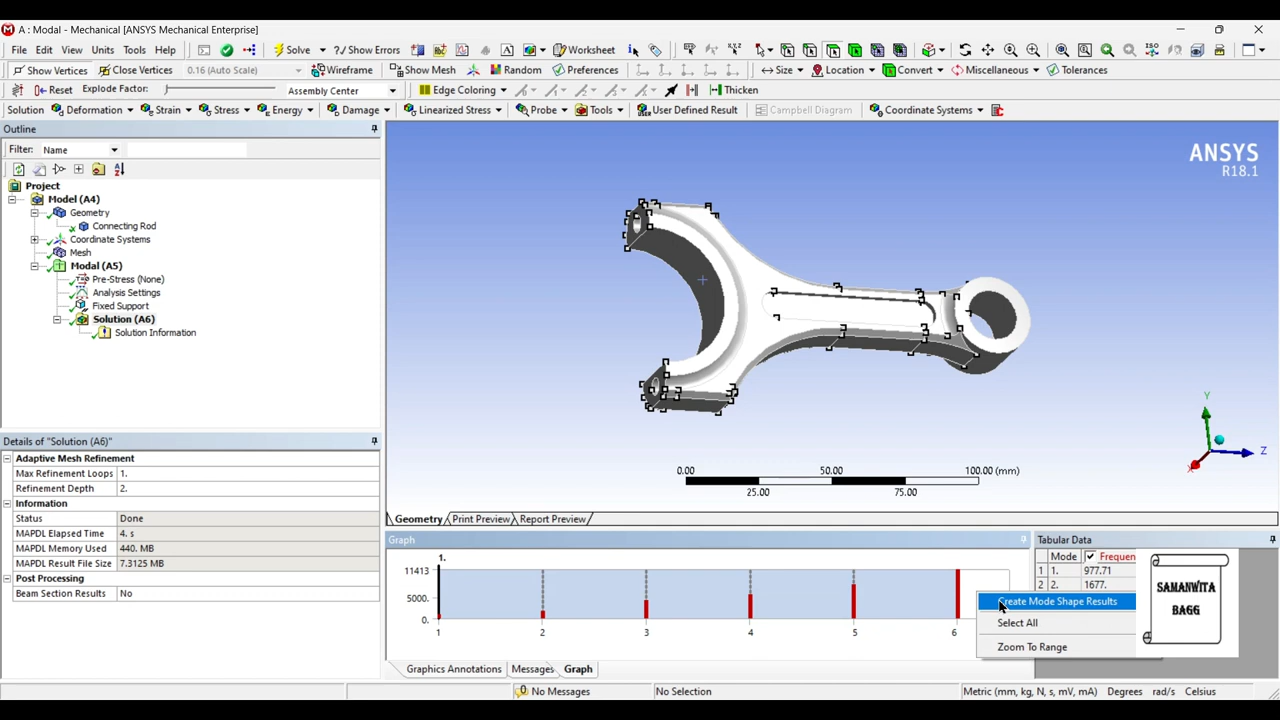 A : Modal - Mechanical [ANSYS Mechanical Enterprise]
File Edit View Units Tools Help Solve ?/ Show Errors Worksheet
Show Vertices Close Vertices 0.16 (Auto Scale) Wireframe Show Mesh Random Preferences Size Location Convert Miscellaneous Tolerances
Reset Explode Factor: Assembly Center Edge Coloring Thicken
Solution Deformation Strain Stress Energy Damage Linearized Stress Probe Tools User Defined Result Campbell Diagram Coordinate Systems
Outline
Filter: Name
Project
Model (A4)
Geometry
Connecting Rod
Coordinate Systems
Mesh
Modal (A5)
Pre-Stress (None)
Analysis Settings
Fixed Support
Solution (A6)
Solution Information
ANSYS
R18.1
Y
Z
X
0.00 50.00 100.00 (mm)
25.00 75.00
Geometry Print Preview Report Preview
Details of "Solution (A6)"
Adaptive Mesh Refinement
Max Refinement Loops 1.
Refinement Depth 2.
Information
Status Done
MAPDL Elapsed Time 4. s
MAPDL Memory Used 440. MB
MAPDL Result File Size 7.3125 MB
Post Processing
Beam Section Results No
Graph
1.
11413
5000.
0.
1 2 3 4 5 6
Graphics Annotations Messages Graph
Tabular Data
Mode Frequen
1 1. 977.71
2 2. 1677.
Create Mode Shape Results
Select All
Zoom To Range
SAMANWITA
BAGG
0 No Messages No Selection Metric (mm, kg, N, s, mV, mA) Degrees rad/s Celsius